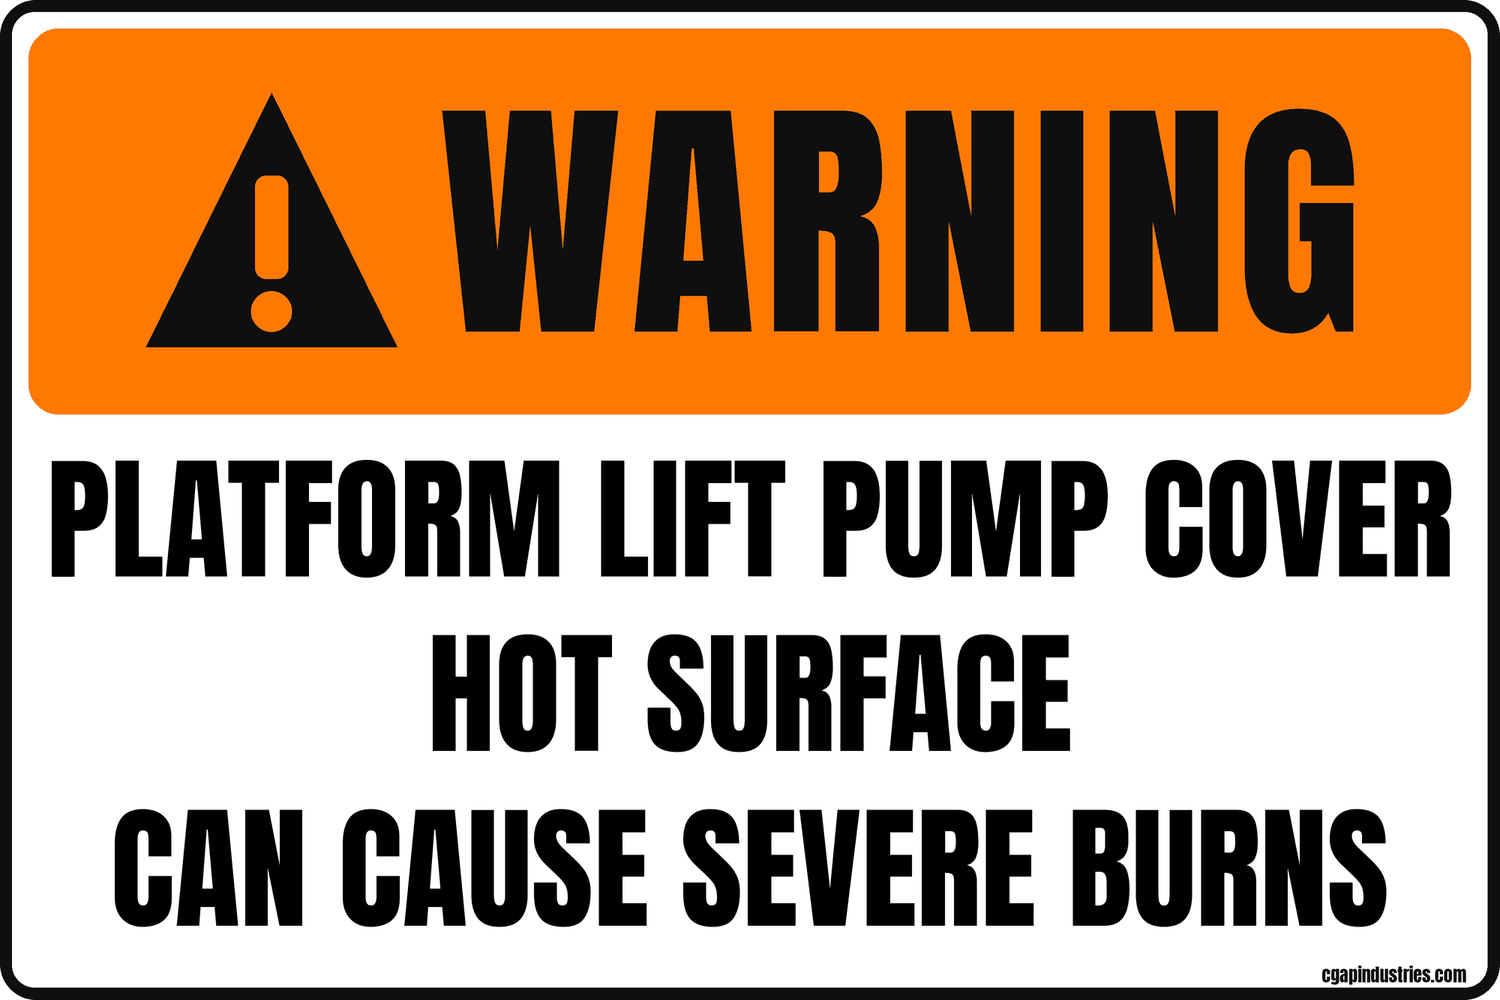 WARNING
PLATFORM LIFT PUMP COVER
HOT SURFACE
CAN CAUSE SEVERE BURNS
cgapindustries.com